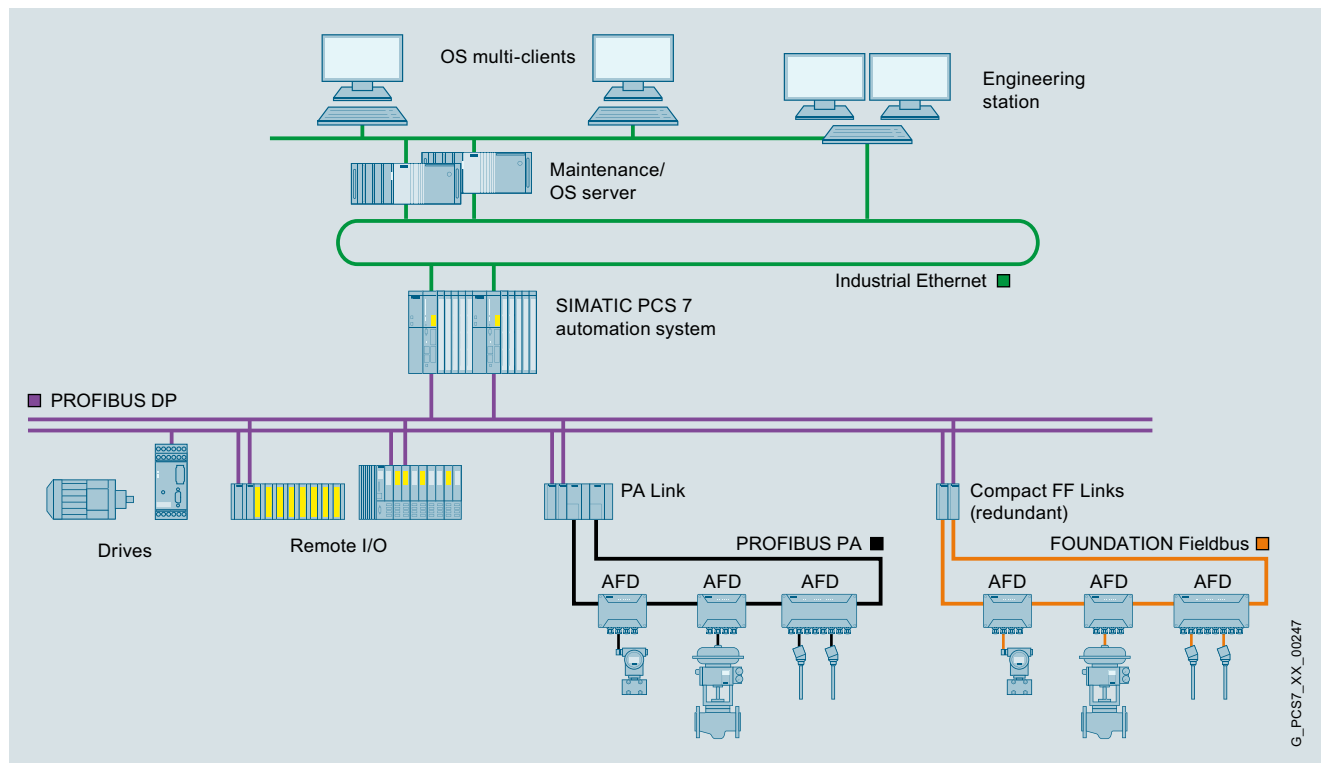 OS multi-clients
Engineering
station
Maintenance/
OS server
Industrial Ethernet
SIMATIC PCS 7
automation system
PROFIBUS DP
PA Link
Compact FF Links
(redundant)
Drives
Remote I/O
PROFIBUS PA
FOUNDATION Fieldbus
AFD
AFD
AFD
AFD
AFD
AFD
G_PCS7_XX_00247